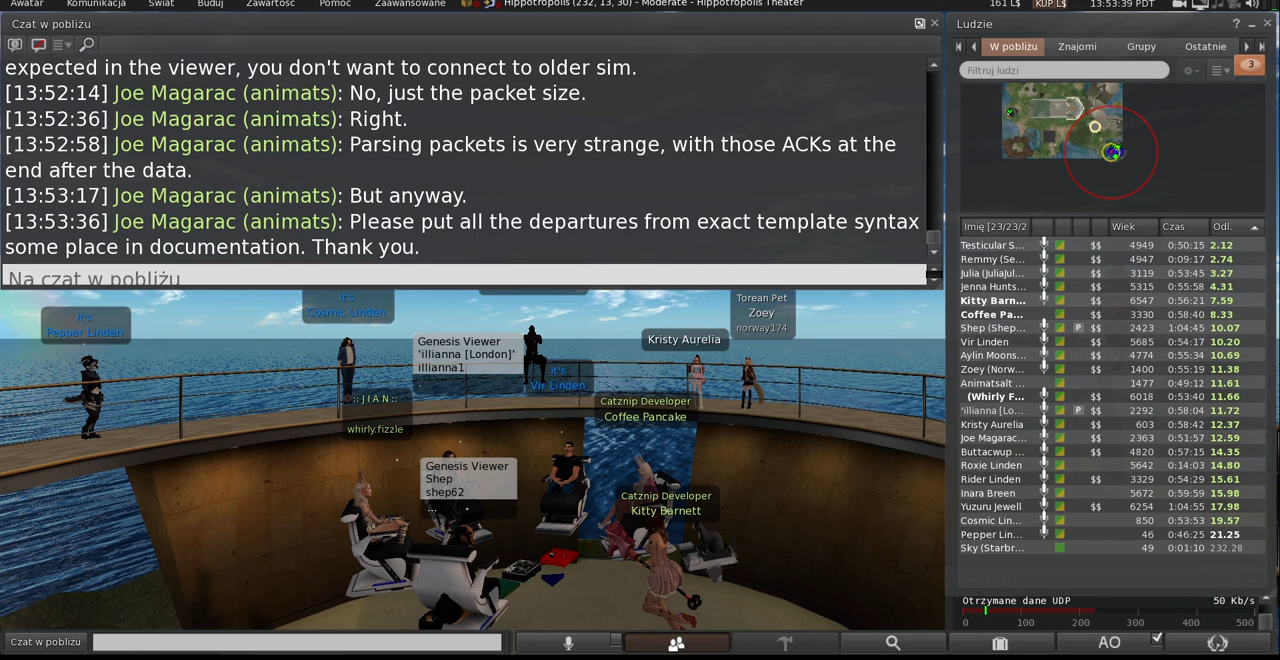 Awatar Komunikacja Świat Buduj Zawartość Pomoc Zaawansowane Hippotropolis (232, 13, 30) - Moderate - Hippotropolis Theater 161 L$ KUP L$ 13:53:39 PDT
Czat w pobliżu
expected in the viewer, you don't want to connect to older sim.
[13:52:14] Joe Magarac (animats): No, just the packet size.
[13:52:36] Joe Magarac (animats): Right.
[13:52:58] Joe Magarac (animats): Parsing packets is very strange, with those ACKs at the
end after the data.
[13:53:17] Joe Magarac (animats): But anyway.
[13:53:36] Joe Magarac (animats): Please put all the departures from exact template syntax
some place in documentation. Thank you.
Na czat w pobliżu
It's
Pepper Linden
It's
Cosmic Linden
Genesis Viewer
'illianna [London]'
illianna1
It's
Vir Linden
Kristy Aurelia
Torean Pet
Zoey
norway174
:: J I A N ::
whirly.fizzle
Catznip Developer
Coffee Pancake
Genesis Viewer
Shep
shep62
...
Catznip Developer
Kitty Barnett
Czat w pobliżu
Ludzie
W pobliżu Znajomi Grupy Ostatnie
Filtruj ludzi
3
Imię [23/23/2 Wiek Czas Odl.
Testicular S... $$ 4949 0:50:15 2.12
Remmy (Se... $$ 4947 0:09:17 2.74
Julia (JuliaJul... $$ 3119 0:53:45 3.27
Jenna Hunts... $$ 5315 0:55:58 4.31
Kitty Barn... $$ 6547 0:56:21 7.59
Coffee Pa... $$ 3330 0:58:40 8.33
Shep (Shep... P $$ 2423 1:04:45 10.07
Vir Linden $$ 5685 0:54:17 10.20
Aylin Moons... $$ 4774 0:55:34 10.69
Zoey (Norw... $$ 1400 0:55:19 11.38
Animatsalt ... 1477 0:49:12 11.61
(Whirly F... $$ 6018 0:53:40 11.66
'illianna [Lo... P $$ 2292 0:58:04 11.72
Kristy Aurelia $$ 603 0:58:42 12.37
Joe Magarac... $$ 2363 0:51:57 12.59
Buttacwup ... $$ 4820 0:57:15 14.35
Roxie Linden 5642 0:14:03 14.80
Rider Linden $$ 3329 0:54:29 15.61
Inara Breen 5672 0:59:59 15.98
Yuzuru Jewell $$ 6254 1:04:55 17.98
Cosmic Lin... 850 0:53:53 19.57
Pepper Lin... 46 0:46:25 21.25
Sky (Starbr... 49 0:01:10 232.28
Otrzymane dane UDP 50 Kb/s
0 100 200 300 400 500
AO